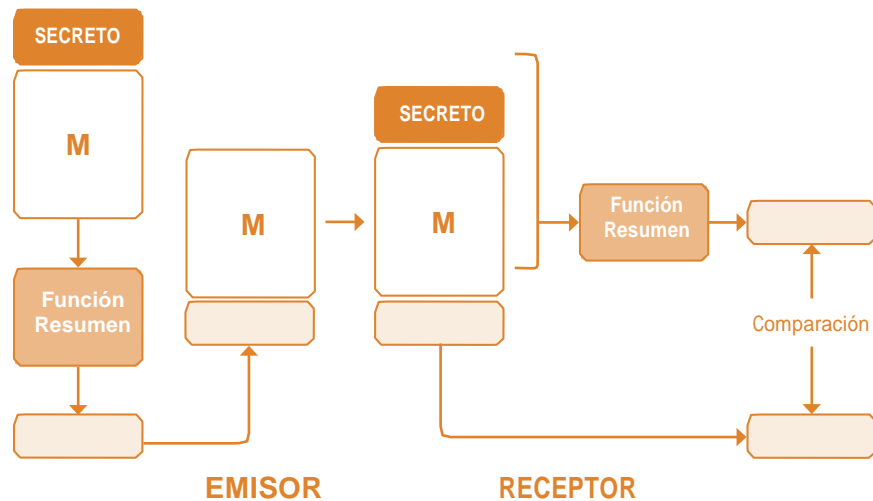 SECRETO
M
Función
Resumen
M
SECRETO
M
Función
Resumen
Comparación
EMISOR
RECEPTOR